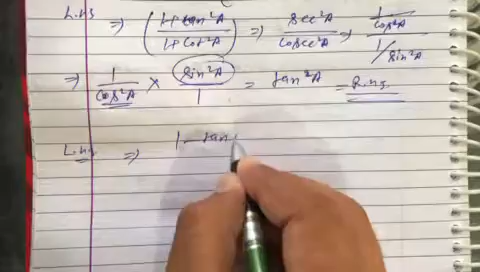 L.H.S ⇒ (1+tan²A / 1+cot²A) ⇒ sec²A / cosec²A ⇒ 1/cos²A / 1/sin²A
⇒ 1/cos²A × sin²A/1 = tan²A = R.H.S
L.H.S ⇒ 1-tan